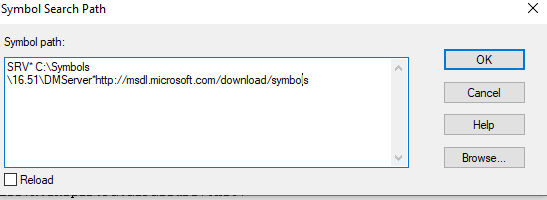 Symbol Search Path
Symbol path:
SRV* C:\Symbols
\16.51\DMServer*http://msdl.microsoft.com/download/symbols
OK
Cancel
Help
Browse...
Reload